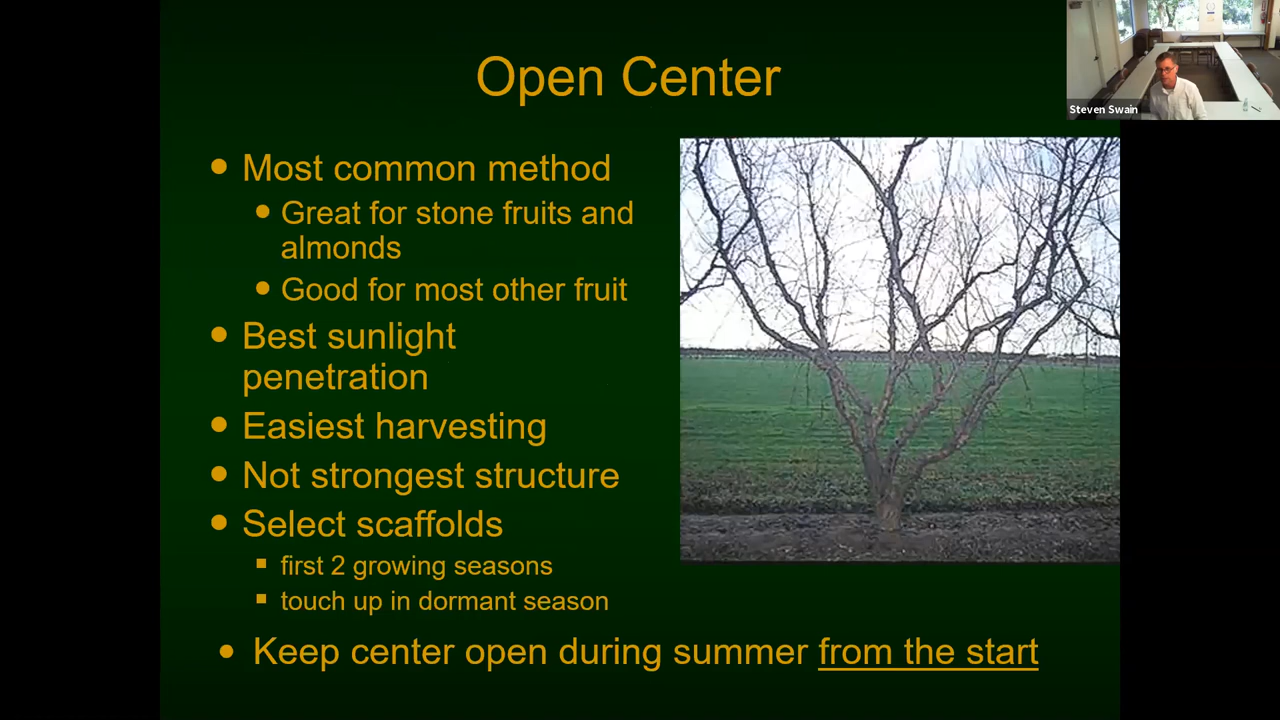 Open Center
Steven Swain
Most common method
Great for stone fruits and
almonds
Good for most other fruit
Best sunlight
penetration
Easiest harvesting
Not strongest structure
Select scaffolds
first 2 growing seasons
touch up in dormant season
Keep center open during summer from the start